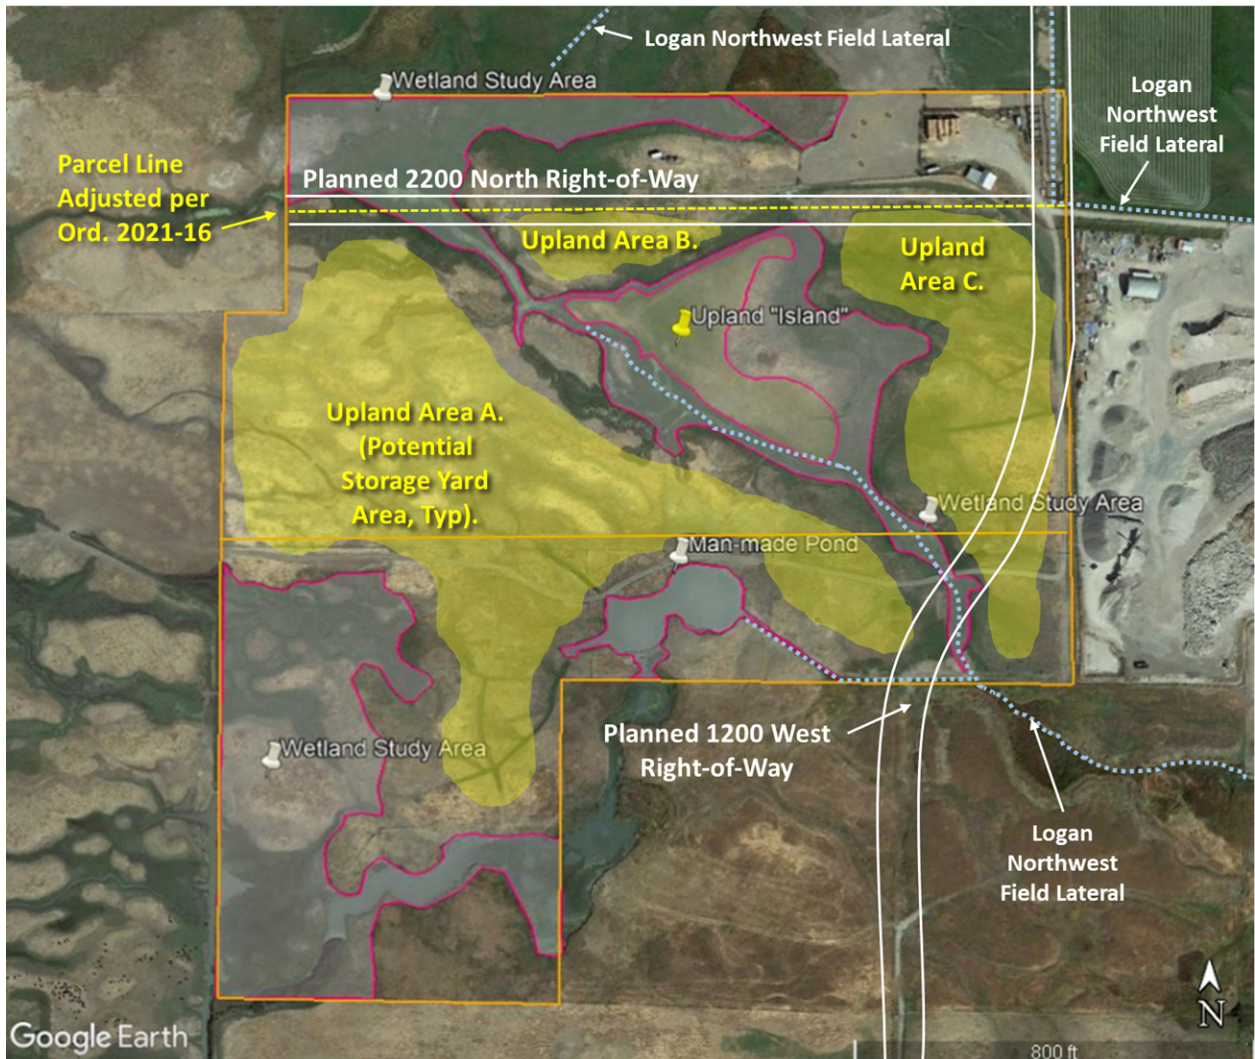 Logan Northwest Field Lateral
Wetland Study Area
Logan
Northwest
Field Lateral
Parcel Line
Adjusted per
Ord. 2021-16
Planned 2200 North Right-of-Way
Upland Area B.
Upland
Area C.
Upland "Island"
Upland Area A.
(Potential
Storage Yard
Area, Typ).
Wetland Study Area
Man-made Pond
Planned 1200 West
Right-of-Way
Wetland Study Area
Logan
Northwest
Field Lateral
N
Google Earth
800 ft